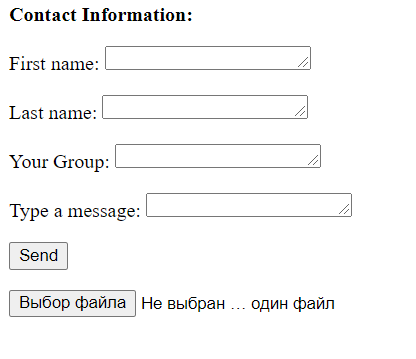 Contact Information:
First name:
Last name:
Your Group:
Type a message:
Send
Выбор файла Не выбран ... один файл